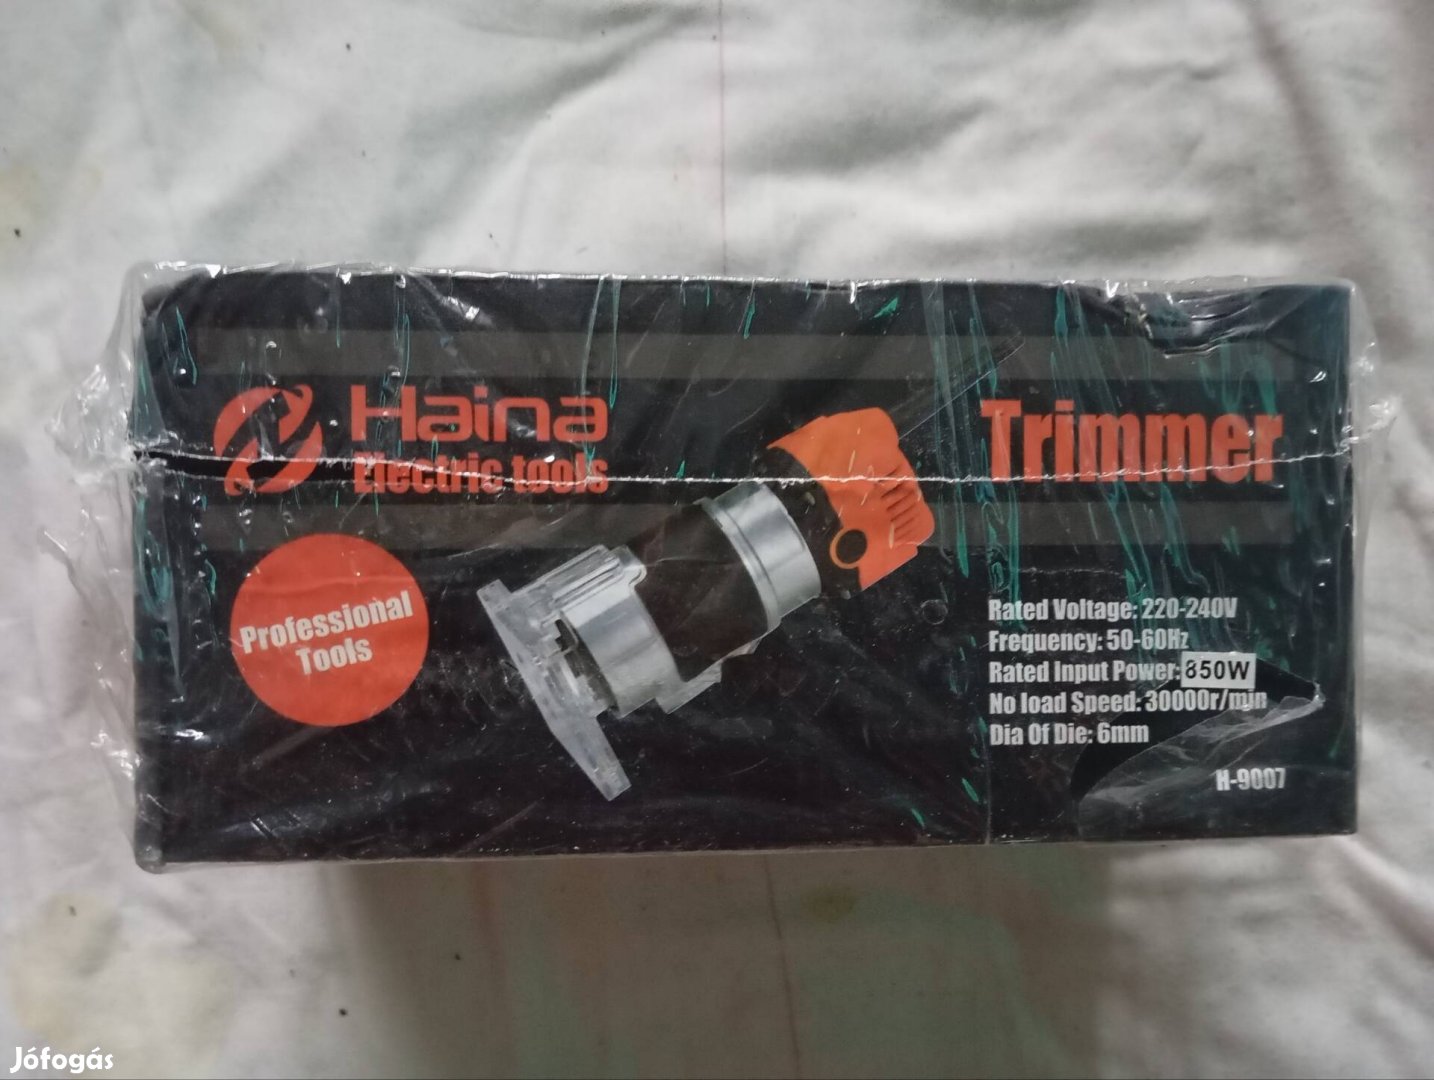 Haina
Electric tools
Trimmer
Professional
Tools
Rated Voltage: 220-240V
Frequency: 50-60Hz
Rated Input Power: 850W
No load Speed: 30000r/min
Dia Of Die: 6mm
H-9007
Jófogás